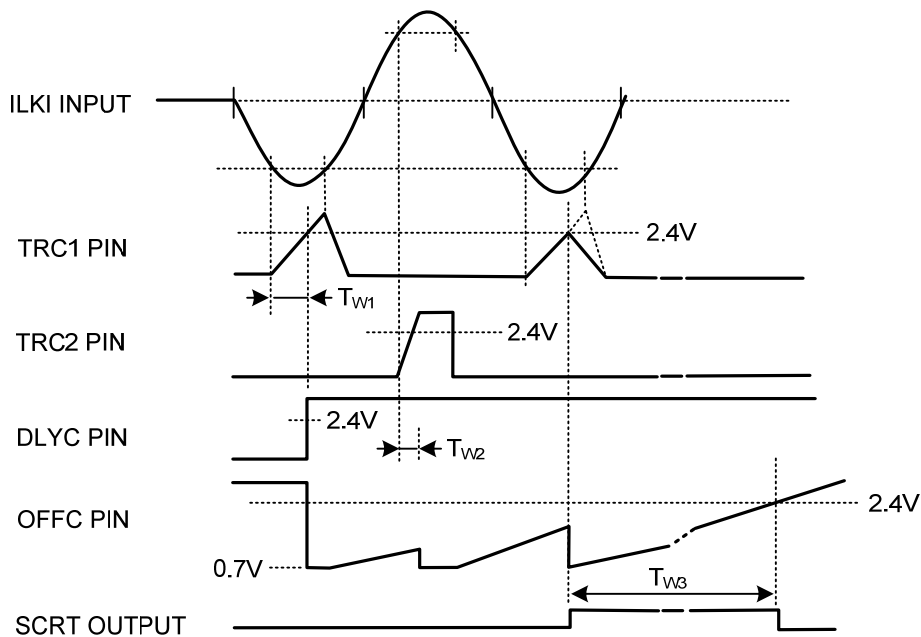 ILKI INPUT
TRC1 PIN
2.4V
TW1
TRC2 PIN
2.4V
DLYC PIN
2.4V
TW2
OFFC PIN
2.4V
0.7V
TW3
SCRT OUTPUT